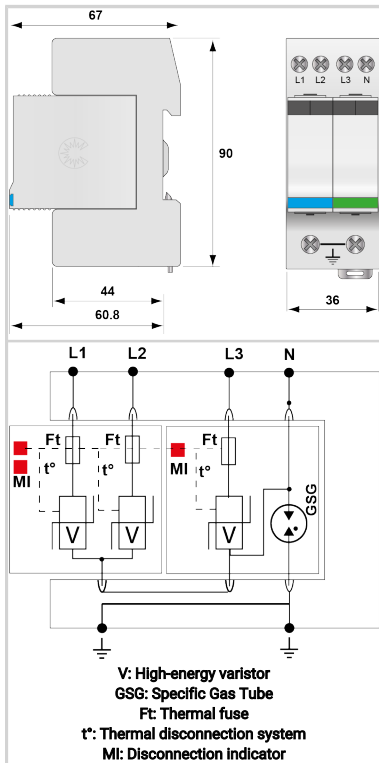 67
90
44
60.8
L1 L2 L3 N
36
L1 L2 L3 N
Ft Ft Ft
MI t° t° MI t°
V V V
GSG
V: High-energy varistor
GSG: Specific Gas Tube
Ft: Thermal fuse
t°: Thermal disconnection system
MI: Disconnection indicator